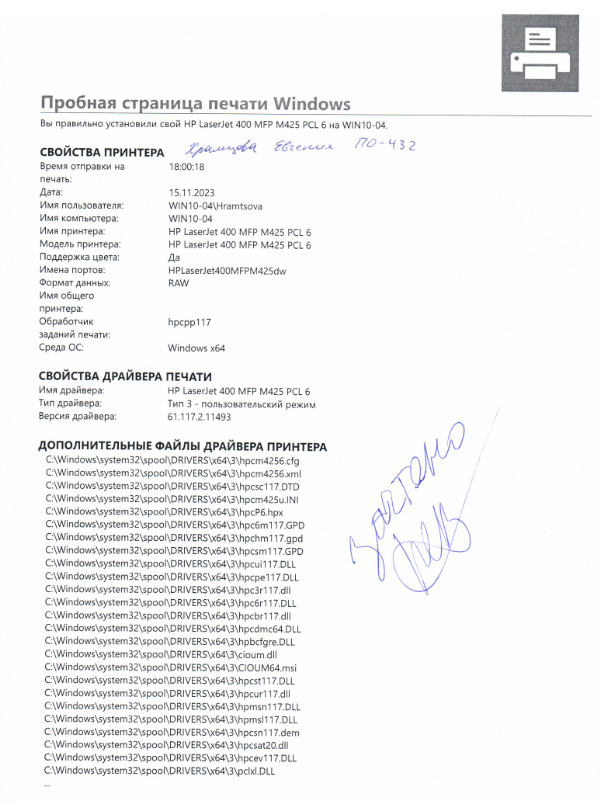 Пробная страница печати Windows
Вы правильно установили свой HP LaserJet 400 MFP M425 PCL 6 на WIN10-04.
Храмцова Евгения ПО-432
СВОЙСТВА ПРИНТЕРА
Время отправки на печать: 18:00:18
Дата: 15.11.2023
Имя пользователя: WIN10-04\Hramtsova
Имя компьютера: WIN10-04
Имя принтера: HP LaserJet 400 MFP M425 PCL 6
Модель принтера: HP LaserJet 400 MFP M425 PCL 6
Поддержка цвета: Да
Имена портов: HPLaserJet400MFPM425dw
Формат данных: RAW
Имя общего принтера:
Обработчик заданий печати: hpcpp117
Среда ОС: Windows x64
СВОЙСТВА ДРАЙВЕРА ПЕЧАТИ
Имя драйвера: HP LaserJet 400 MFP M425 PCL 6
Тип драйвера: Тип 3 - пользовательский режим
Версия драйвера: 61.117.2.11493
ДОПОЛНИТЕЛЬНЫЕ ФАЙЛЫ ДРАЙВЕРА ПРИНТЕРА
C:\Windows\system32\spool\DRIVERS\x64\3\hpcm4256.cfg
C:\Windows\system32\spool\DRIVERS\x64\3\hpcm4256.xml
C:\Windows\system32\spool\DRIVERS\x64\3\hpcsc117.DTD
C:\Windows\system32\spool\DRIVERS\x64\3\hpcm425u.INI
C:\Windows\system32\spool\DRIVERS\x64\3\hpcP6.hpx
C:\Windows\system32\spool\DRIVERS\x64\3\hpc6m117.GPD
C:\Windows\system32\spool\DRIVERS\x64\3\hpchm117.gpd
C:\Windows\system32\spool\DRIVERS\x64\3\hpcsm117.GPD
C:\Windows\system32\spool\DRIVERS\x64\3\hpcui117.DLL
C:\Windows\system32\spool\DRIVERS\x64\3\hpcpe117.DLL
C:\Windows\system32\spool\DRIVERS\x64\3\hpc3r117.dll
C:\Windows\system32\spool\DRIVERS\x64\3\hpc6r117.DLL
C:\Windows\system32\spool\DRIVERS\x64\3\hpcbr117.dll
C:\Windows\system32\spool\DRIVERS\x64\3\hpcdmc64.DLL
C:\Windows\system32\spool\DRIVERS\x64\3\hpbcfgre.DLL
C:\Windows\system32\spool\DRIVERS\x64\3\cioum.dll
C:\Windows\system32\spool\DRIVERS\x64\3\CIOUM64.msi
C:\Windows\system32\spool\DRIVERS\x64\3\hpcst117.DLL
C:\Windows\system32\spool\DRIVERS\x64\3\hpcur117.dll
C:\Windows\system32\spool\DRIVERS\x64\3\hpmsn117.DLL
C:\Windows\system32\spool\DRIVERS\x64\3\hpmsl117.DLL
C:\Windows\system32\spool\DRIVERS\x64\3\hpcsn117.dem
C:\Windows\system32\spool\DRIVERS\x64\3\hpcsat20.dll
C:\Windows\system32\spool\DRIVERS\x64\3\hpcev117.DLL
C:\Windows\system32\spool\DRIVERS\x64\3\pclxl.DLL
...
зачтено